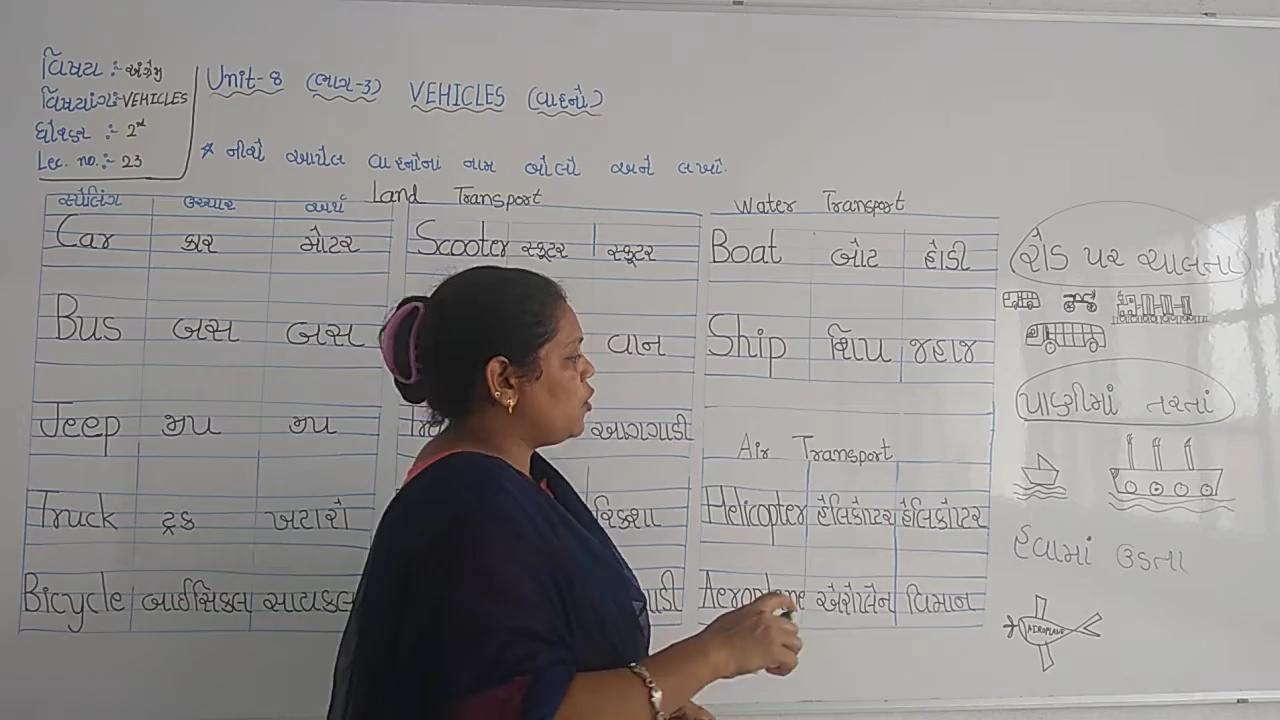 વિષય :- અંગ્રેજી
વિષયાંગ:-VEHICLES
ધોરણ :- 2nd
Lec. no.:- 23
Unit-8 (ભાગ-3) VEHICLES (વાહનો)
* નીચે આપેલ વાહનોનાં નામ બોલો અને લખો.
Land Transport
સ્પેલિંગ ઉચ્ચાર અર્થ
Car કાર મોટર
Bus બસ બસ
Jeep જીપ જીપ
Truck ટ્રક ખટારો
Bicycle બાઈસિકલ સાયકલ
Scooter સ્કૂટર સ્કૂટર
વાન
આગગાડી
રિક્શા
Water Transport
Boat બોટ હોડી
Ship શિપ જહાજ
Air Transport
Helicopter હેલિકોપ્ટર હેલિકોપ્ટર
Aeroplane એરોપ્લેન વિમાન
રોડ પર ચાલતા
પાણીમાં તરતાં
હવામાં ઉડતા
AEROPLANE